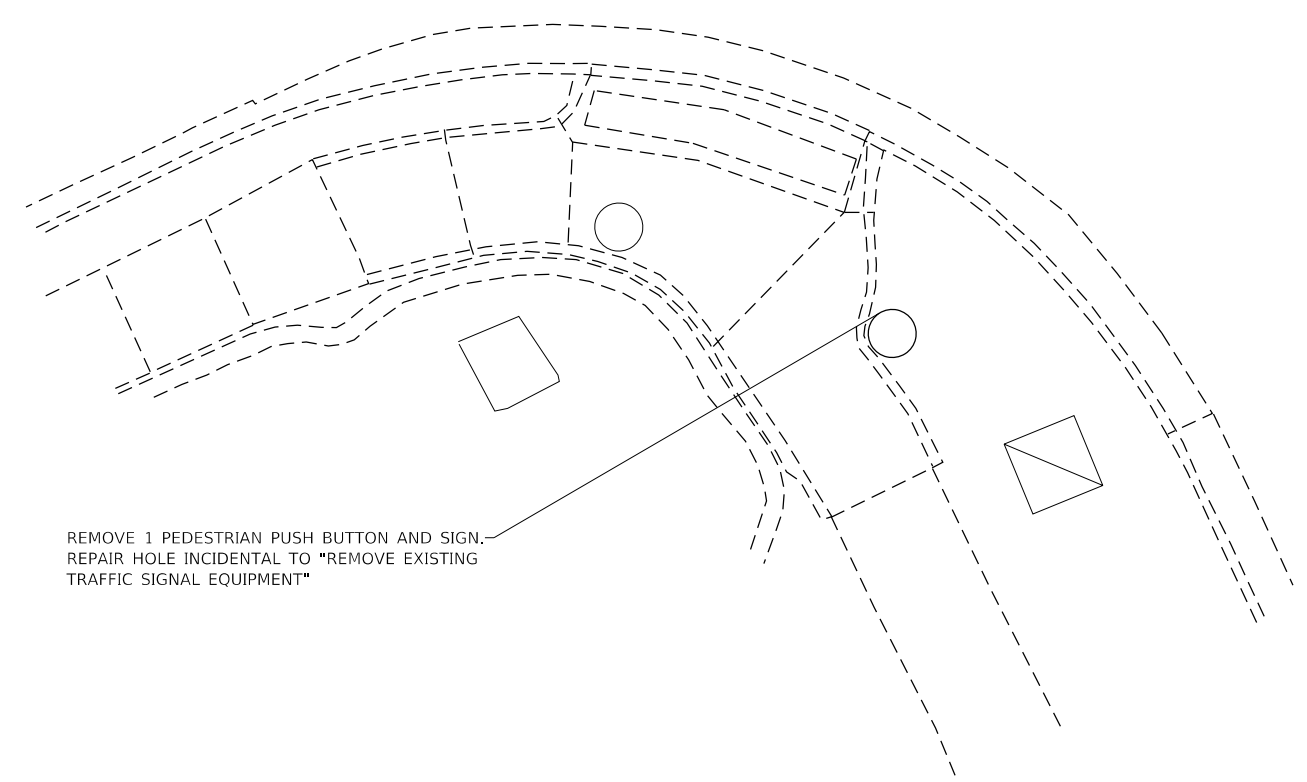 REMOVE 1 PEDESTRIAN PUSH BUTTON AND SIGN.
REPAIR HOLE INCIDENTAL TO "REMOVE EXISTING
TRAFFIC SIGNAL EQUIPMENT"